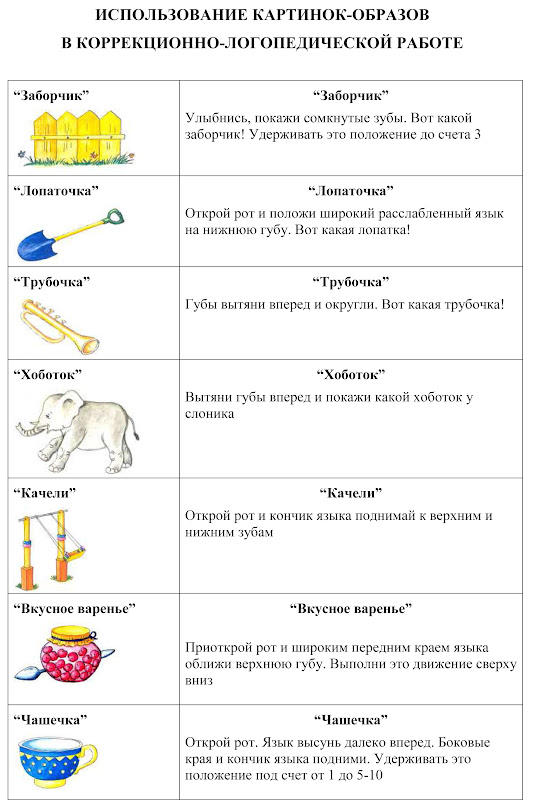 ИСПОЛЬЗОВАНИЕ КАРТИНОК-ОБРАЗОВ
В КОРРЕКЦИОННО-ЛОГОПЕДИЧЕСКОЙ РАБОТЕ
“Заборчик”
“Заборчик”
Улыбнись, покажи сомкнутые зубы. Вот какой
заборчик! Удерживать это положение до счета 3
“Лопаточка”
“Лопаточка”
Открой рот и положи широкий расслабленный язык
на нижнюю губу. Вот какая лопатка!
“Трубочка”
“Трубочка”
Губы вытяни вперед и округли. Вот какая трубочка!
“Хоботок”
“Хоботок”
Вытяни губы вперед и покажи какой хоботок у
слоника
“Качели”
“Качели”
Открой рот и кончик языка поднимай к верхним и
нижним зубам
“Вкусное варенье”
“Вкусное варенье”
Приоткрой рот и широким передним краем языка
оближи верхнюю губу. Выполни это движение сверху
вниз
“Чашечка”
“Чашечка”
Открой рот. Язык высунь далеко вперед. Боковые
края и кончик языка подними. Удерживать это
положение под счет от 1 до 5-10